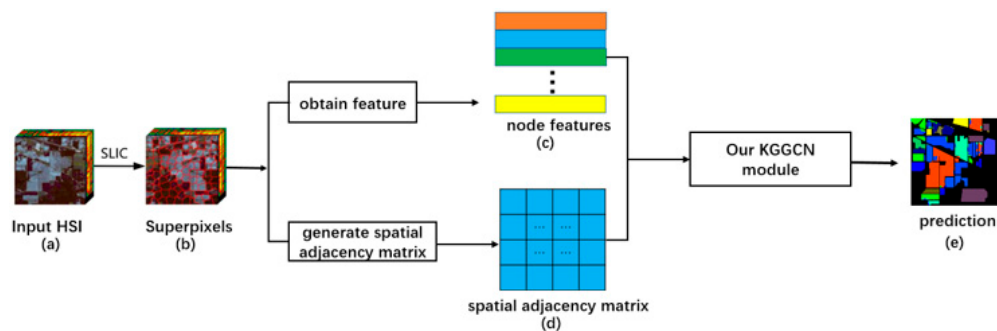 SLIC
Input HSI
(a)
Superpixels
(b)
obtain feature
generate spatial
adjacency matrix
node features
(c)
... ...
... ...
spatial adjacency matrix
(d)
Our KGGCN
module
prediction
(e)